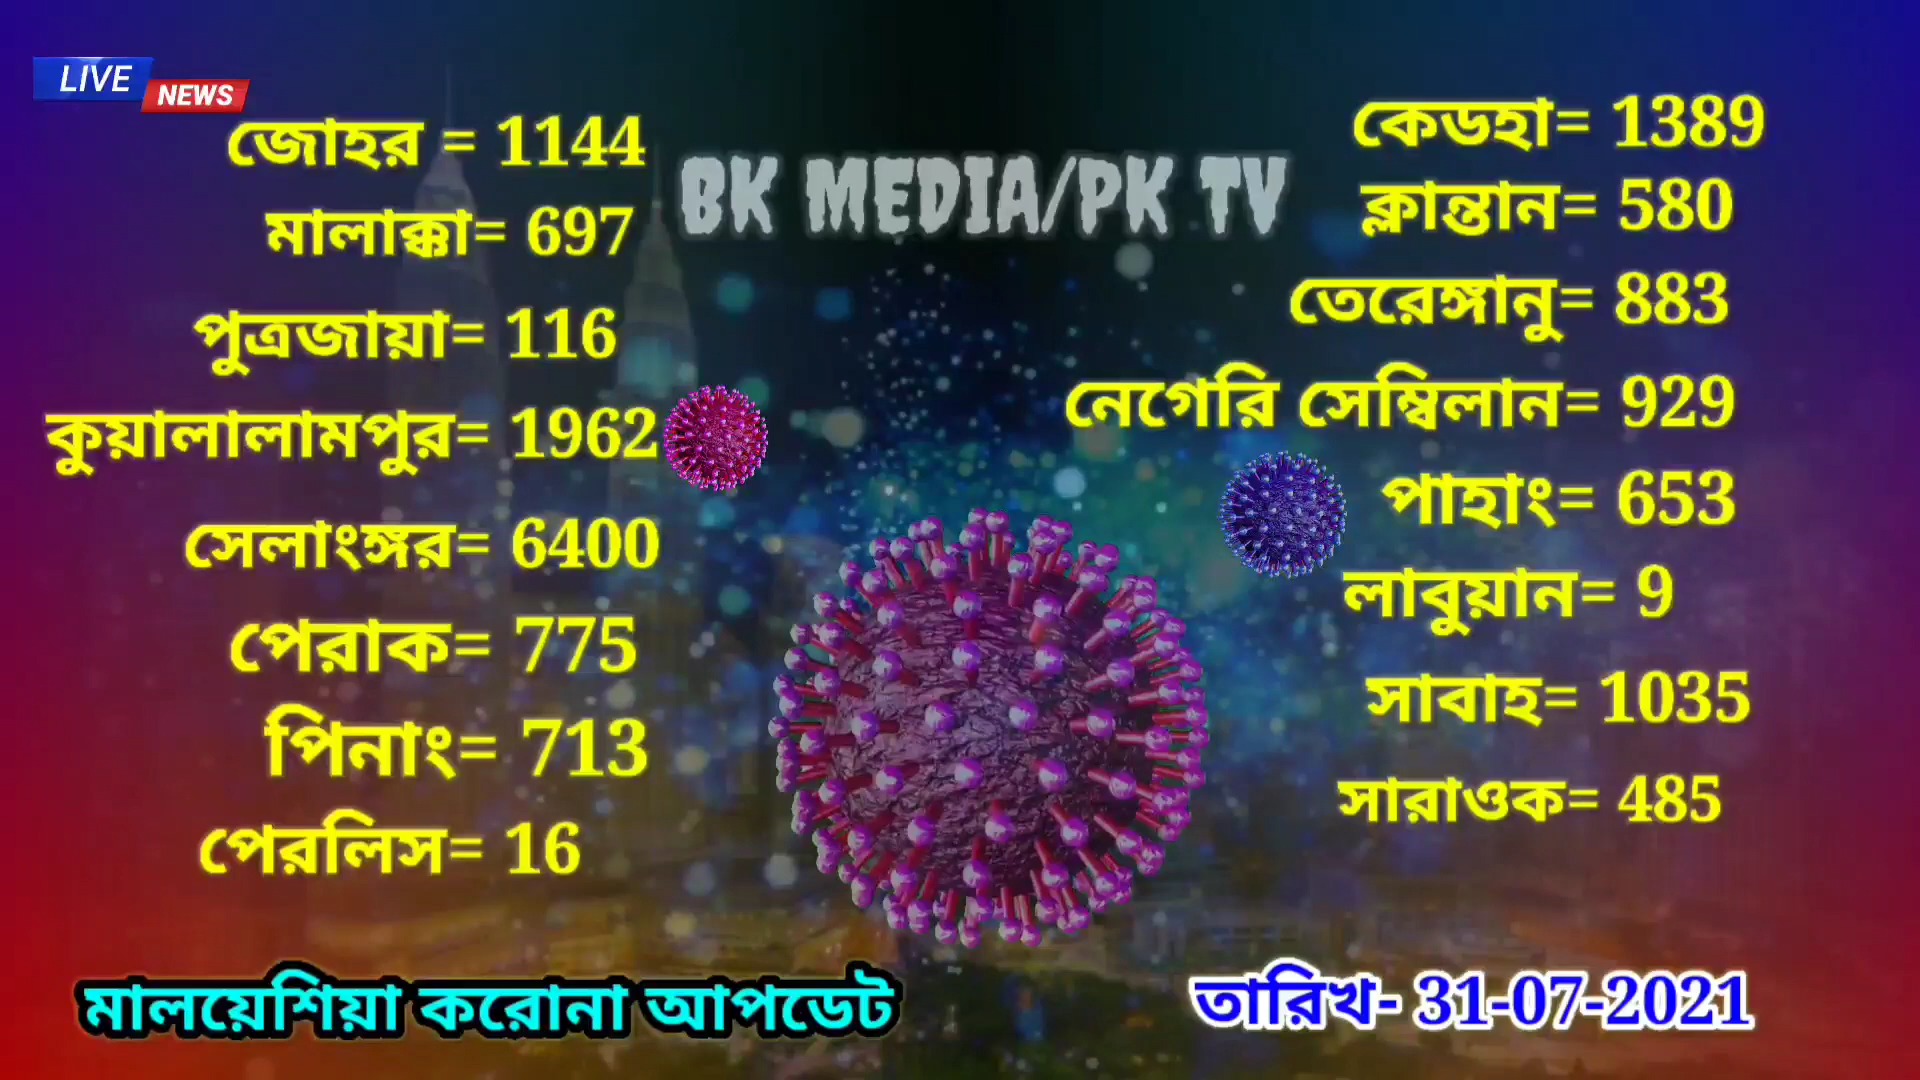 LIVE NEWS
জোহর = 1144
মালাক্কা= 697
পুত্রজায়া= 116
কুয়ালালামপুর= 1962
সেলাংঙ্গর= 6400
পেরাক= 775
পিনাং= 713
পেরলিস= 16
BK MEDIA/PK TV
কেডহা= 1389
ক্লান্তান= 580
তেরেঙ্গানু= 883
নেগেরি সেম্বিলান= 929
পাহাং= 653
লাবুয়ান= 9
সাবাহ= 1035
সারাওক= 485
মালয়েশিয়া করোনা আপডেট
তারিখ- 31-07-2021